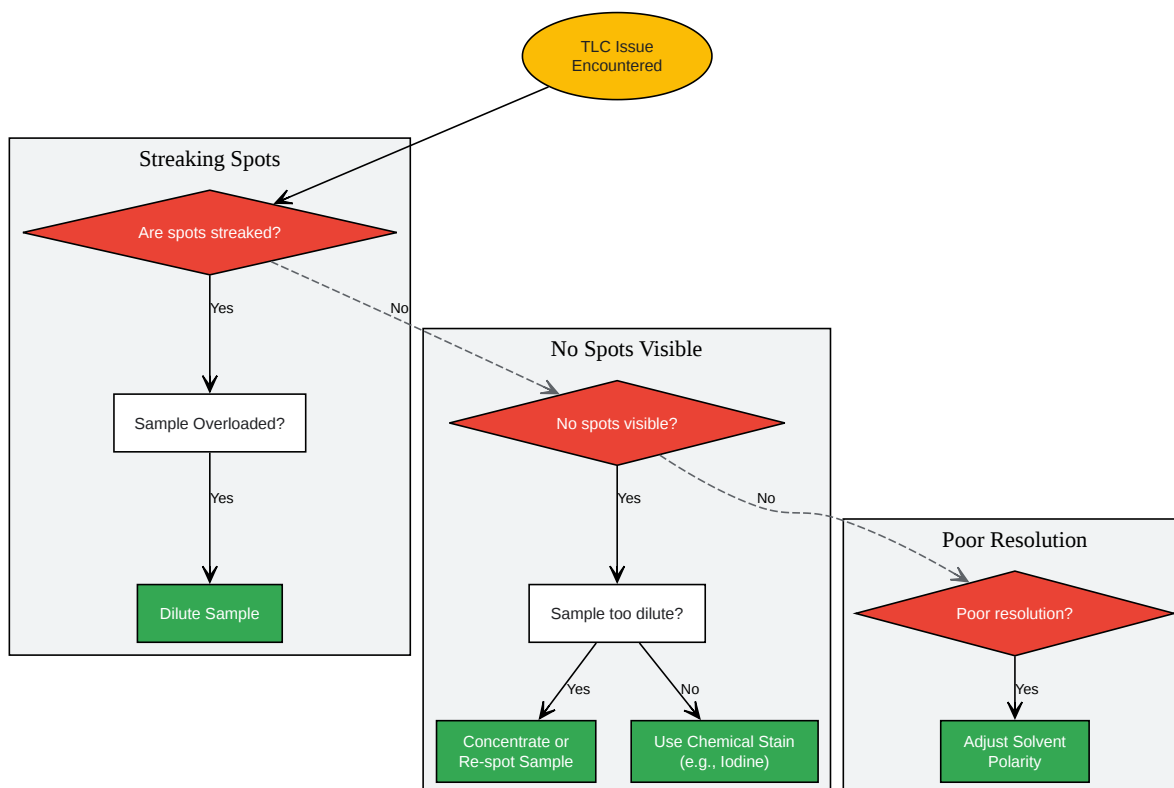 TLC Issue
Encountered
Streaking Spots
Are spots streaked?
Yes
No
Sample Overloaded?
Yes
Dilute Sample
No Spots Visible
No spots visible?
Yes
No
Sample too dilute?
Yes
No
Concentrate or
Re-spot Sample
Use Chemical Stain
(e.g., Iodine)
Poor Resolution
Poor resolution?
Yes
Adjust Solvent
Polarity